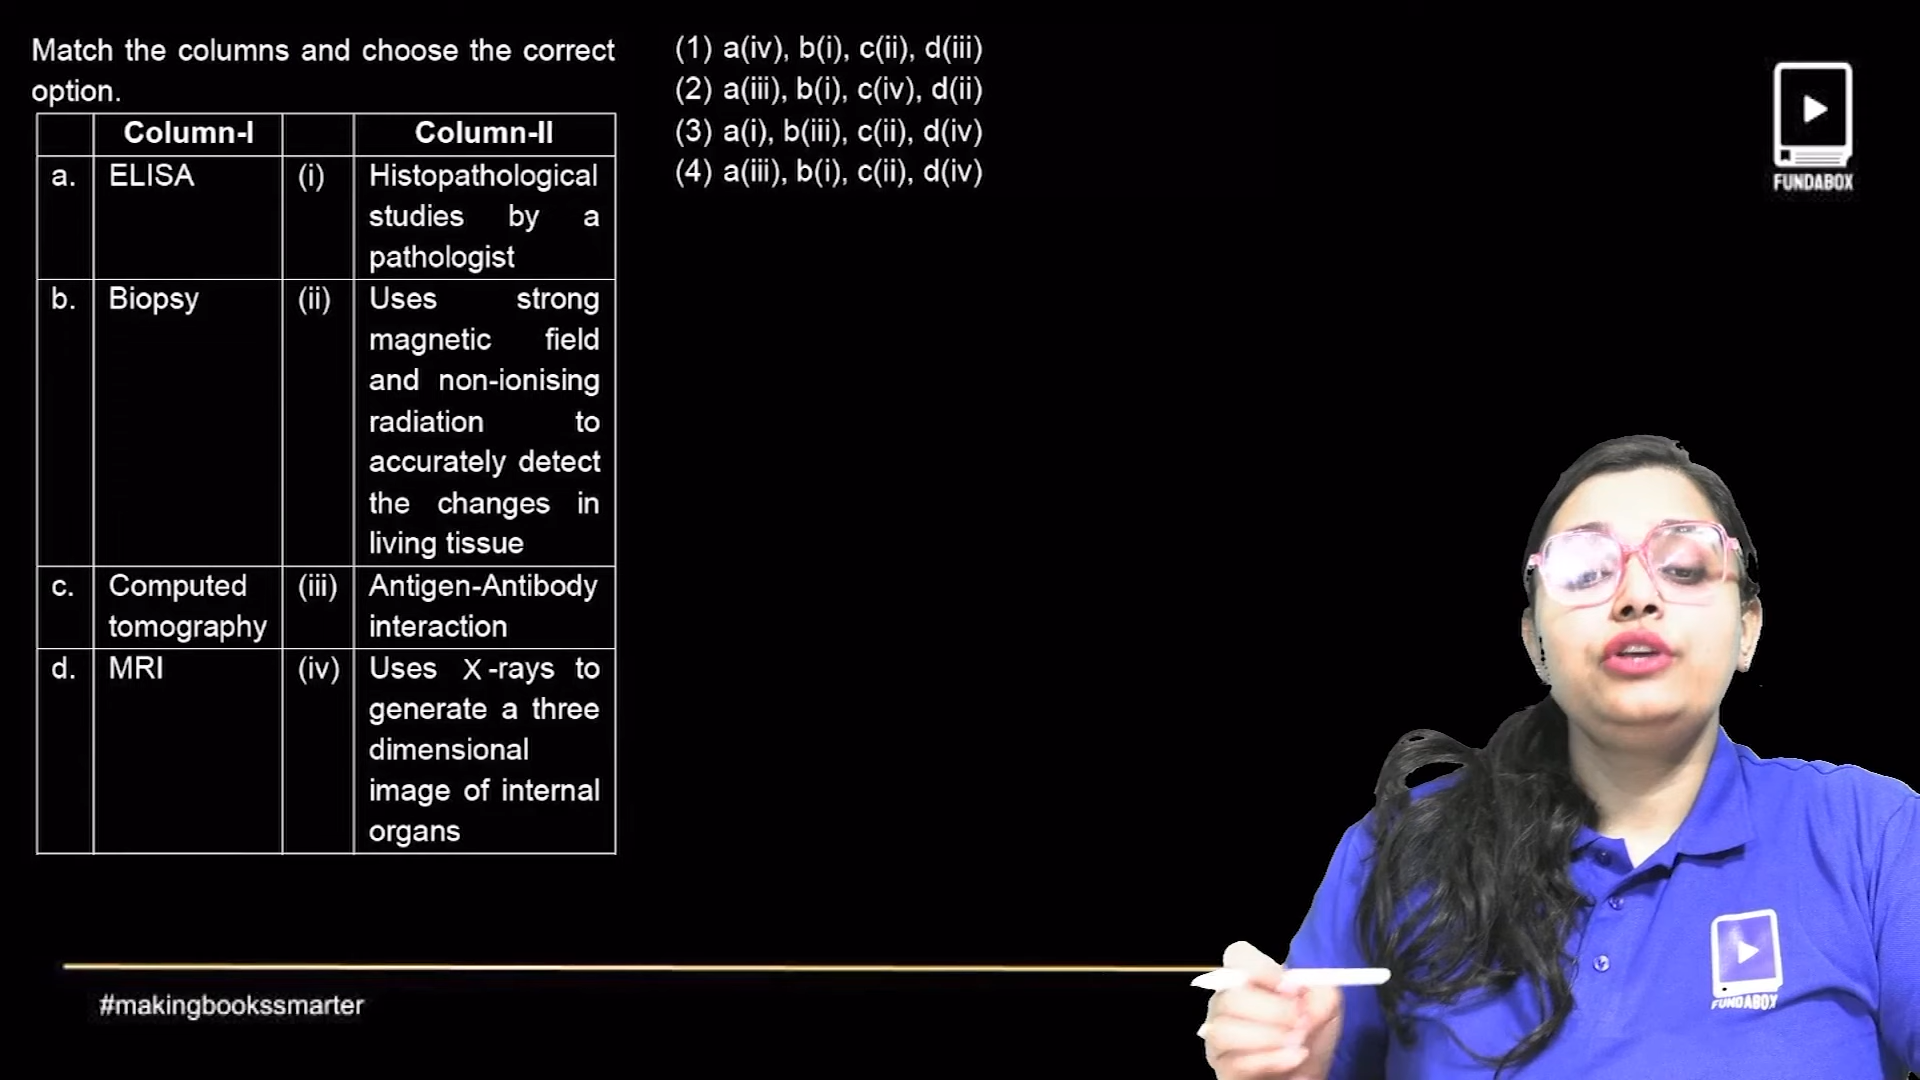 Match the columns and choose the correct
option.
Column-I Column-II
a. ELISA (i) Histopathological
studies by a
pathologist
b. Biopsy (ii) Uses strong
magnetic field
and non-ionising
radiation to
accurately detect
the changes in
living tissue
c. Computed (iii) Antigen-Antibody
tomography interaction
d. MRI (iv) Uses X-rays to
generate a three
dimensional
image of internal
organs
(1) a(iv), b(i), c(ii), d(iii)
(2) a(iii), b(i), c(iv), d(ii)
(3) a(i), b(iii), c(ii), d(iv)
(4) a(iii), b(i), c(ii), d(iv)
FUNDABOX
FUNDABOX
#makingbookssmarter